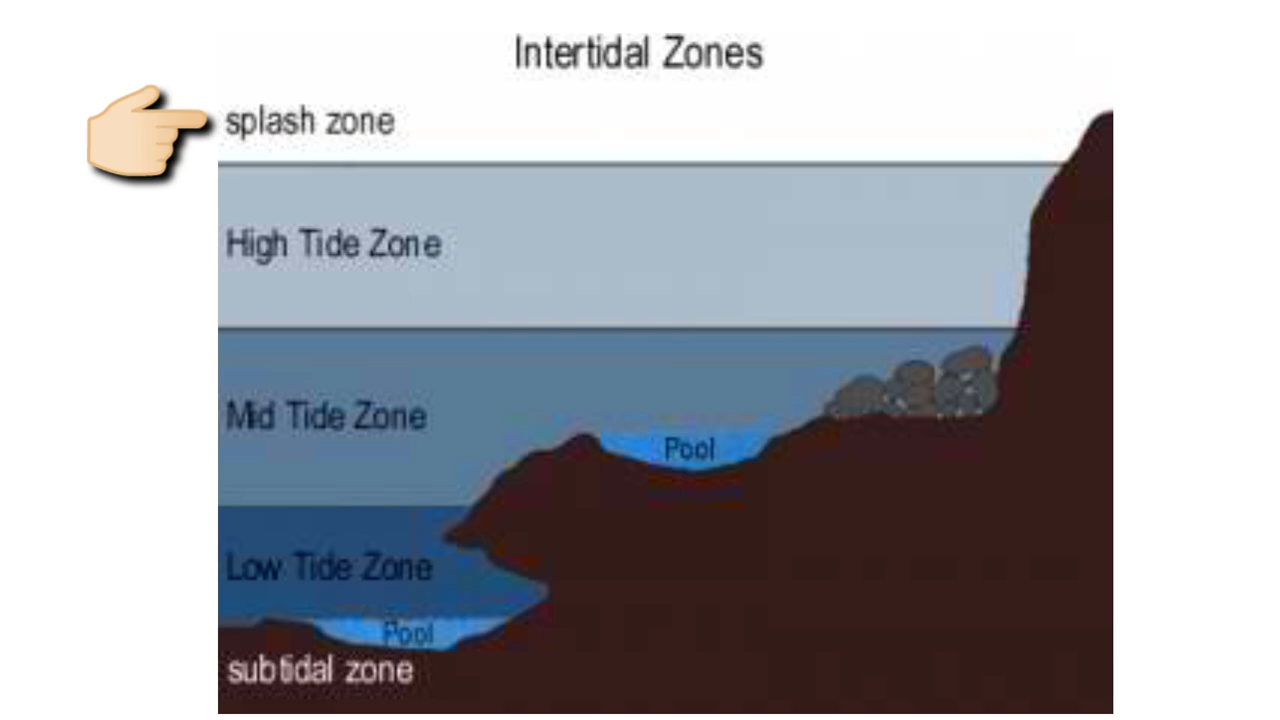 Intertidal Zones
splash zone
High Tide Zone
Mid Tide Zone
Pool
Low Tide Zone
Pool
subtidal zone